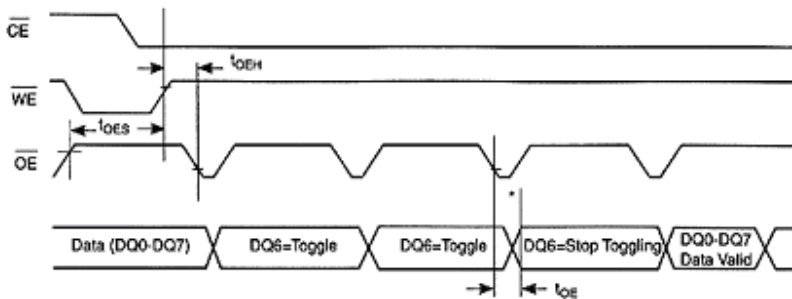 CE
tOEH
WE
tOES
OE
*
Data (DQ0-DQ7)
DQ6=Toggle
DQ6=Toggle
DQ6=Stop Toggling
DQ0-DQ7
Data Valid
tOE